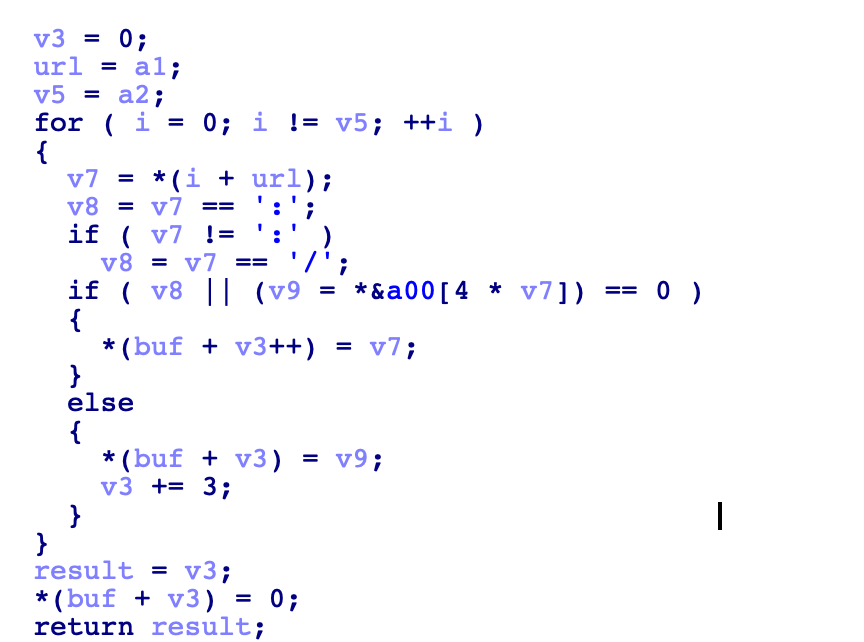 v3 = 0;
url = a1;
v5 = a2;
for ( i = 0; i != v5; ++i )
{
  v7 = *(i + url);
  v8 = v7 == ':';
  if ( v7 != ':' )
    v8 = v7 == '/';
  if ( v8 || (v9 = *&a00[4 * v7]) == 0 )
  {
    *(buf + v3++) = v7;
  }
  else
  {
    *(buf + v3) = v9;
    v3 += 3;
  }
}
result = v3;
*(buf + v3) = 0;
return result;